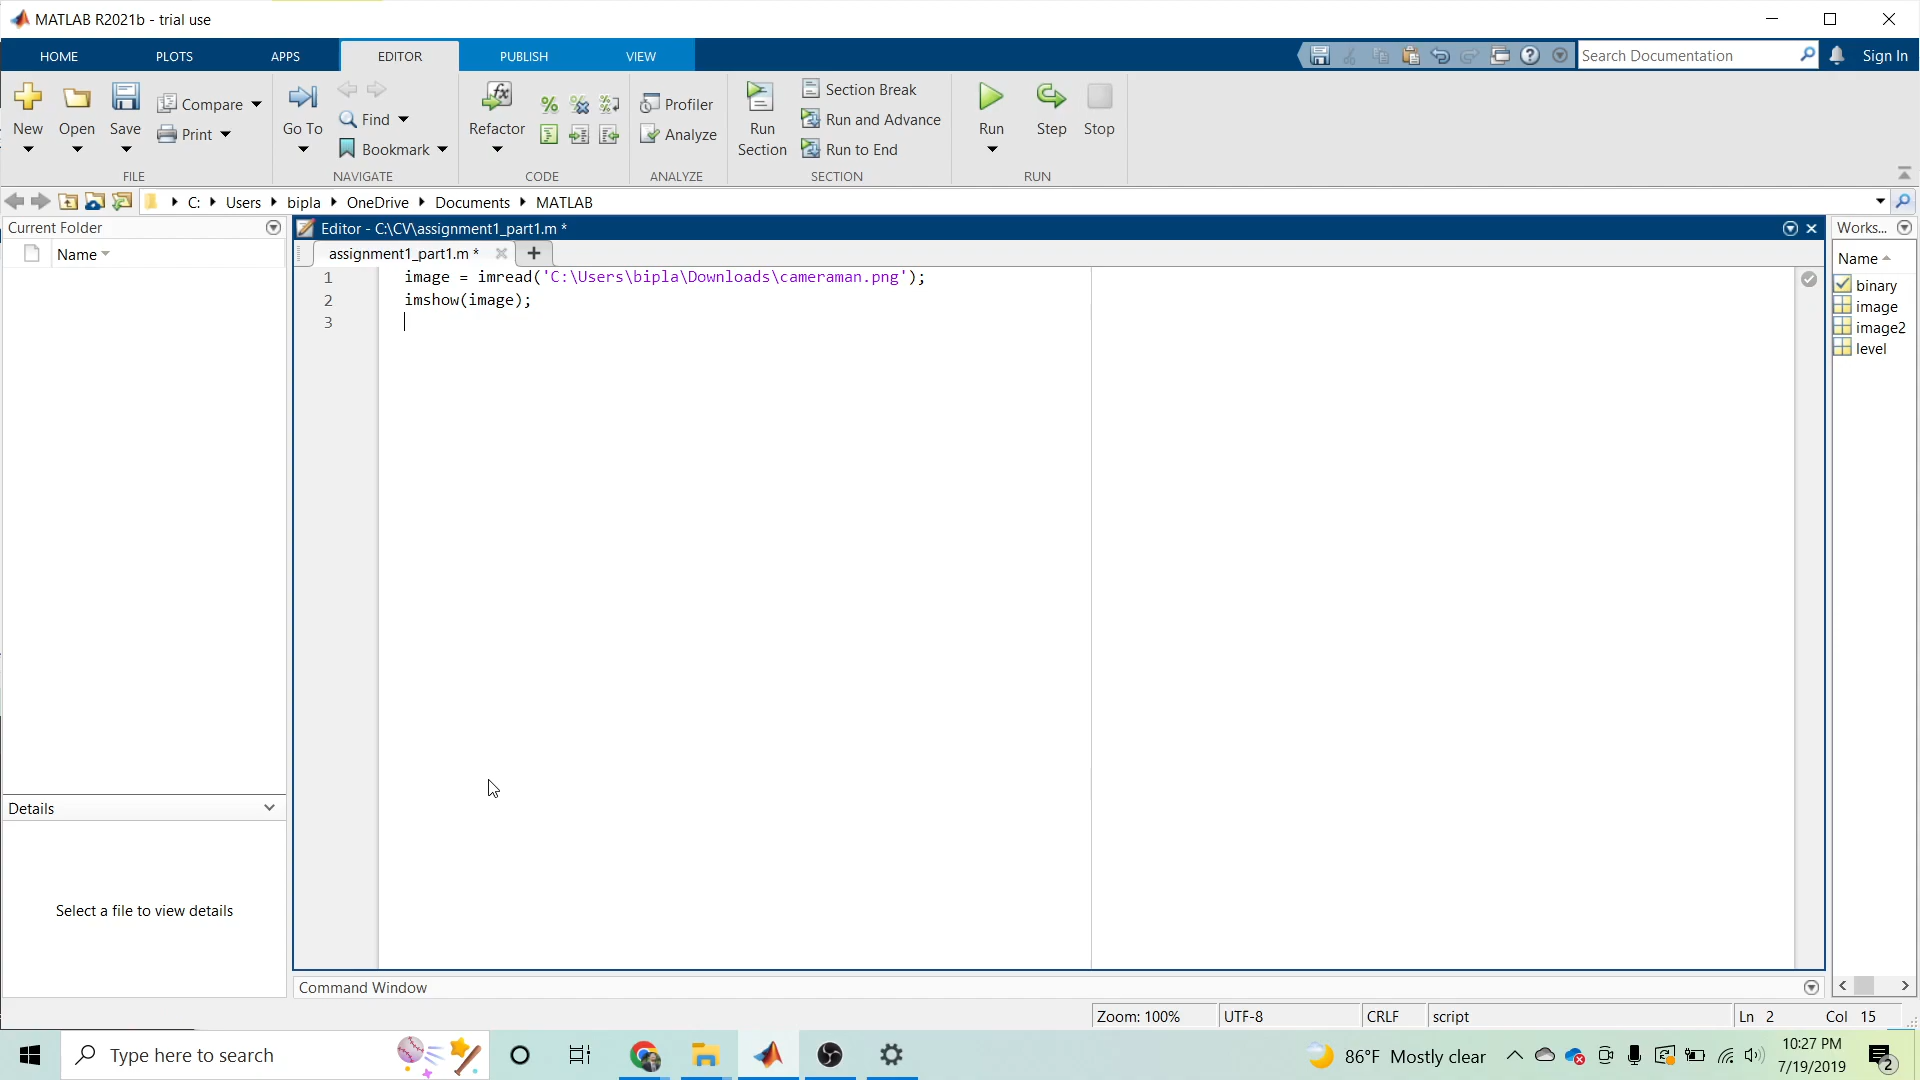 MATLAB R2021b - trial use
HOME PLOTS APPS EDITOR PUBLISH VIEW Search Documentation Sign In
New Open Save Compare Print
FILE
Go To Find Bookmark
NAVIGATE
Refactor
CODE
Profiler
Analyze
ANALYZE
Run Section
Section Break
Run and Advance
Run to End
SECTION
Run Step Stop
RUN
C: Users bipla OneDrive Documents MATLAB
Current Folder
Name
Editor - C:\CV\assignment1_part1.m *
assignment1_part1.m *
1 image = imread('C:\Users\bipla\Downloads\cameraman.png');
2 imshow(image);
3
Works...
Name
binary
image
image2
level
Details
Select a file to view details
Command Window
Zoom: 100% UTF-8 CRLF script Ln 2 Col 15
Type here to search
86°F Mostly clear
10:27 PM
7/19/2019
2